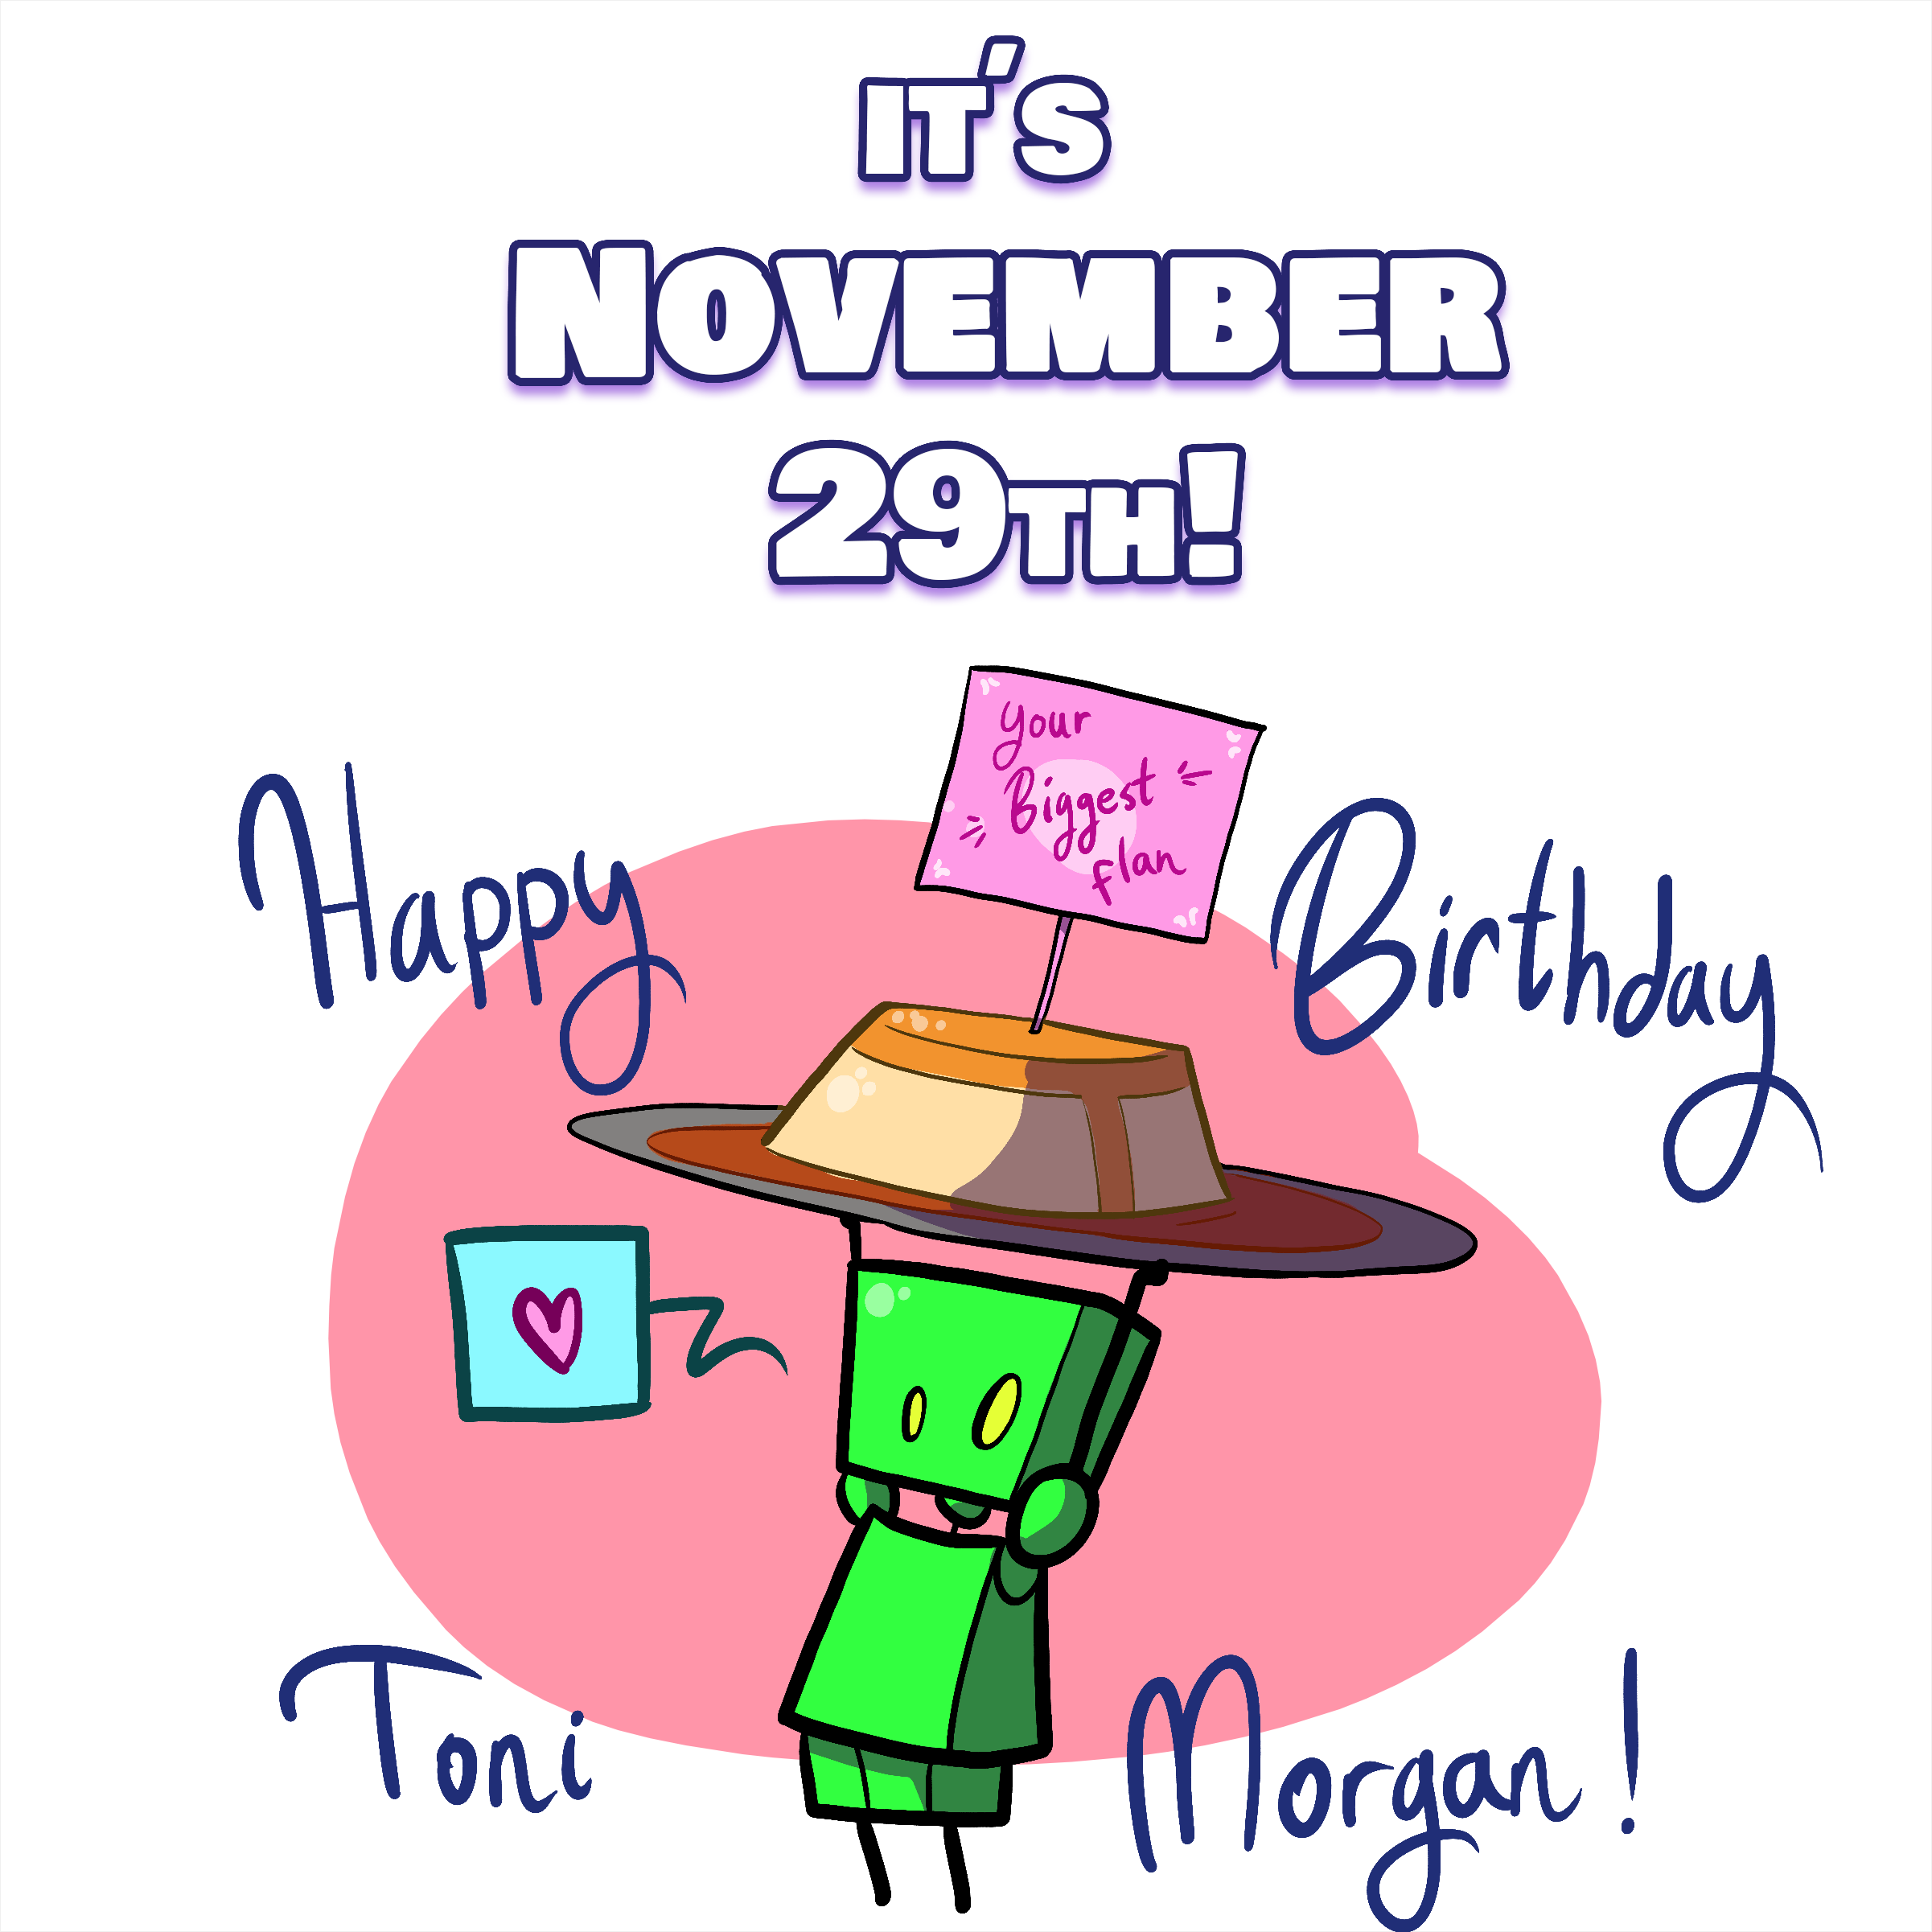 IT'S
NOVEMBER
29TH!
your
Biggest
flan
Happy Birthday
Toni Morgan!